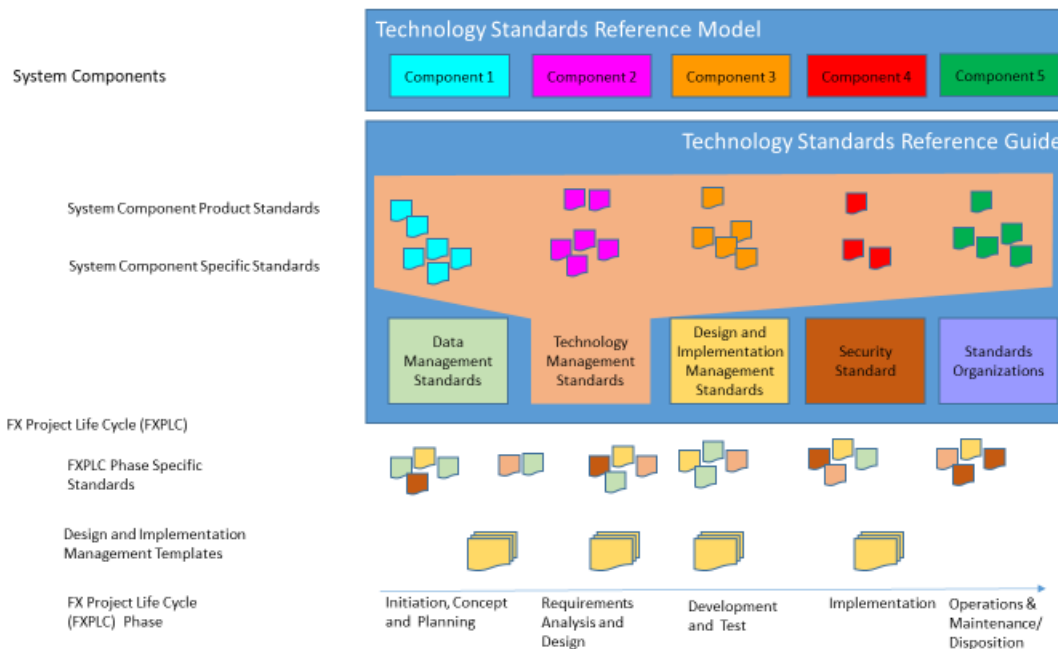 Technology Standards Reference Model
System Components
Component 1
Component 2
Component 3
Component 4
Component 5
Technology Standards Reference Guide
System Component Product Standards
System Component Specific Standards
Data
Management
Standards
Technology
Management
Standards
Design and
Implementation
Management
Standards
Security
Standard
Standards
Organizations
FX Project Life Cycle (FXPLC)
FXPLC Phase Specific
Standards
Design and Implementation
Management Templates
FX Project Life Cycle
(FXPLC) Phase
Initiation, Concept
and Planning
Requirements
Analysis and
Design
Development
and Test
Implementation
Operations &
Maintenance/
Disposition